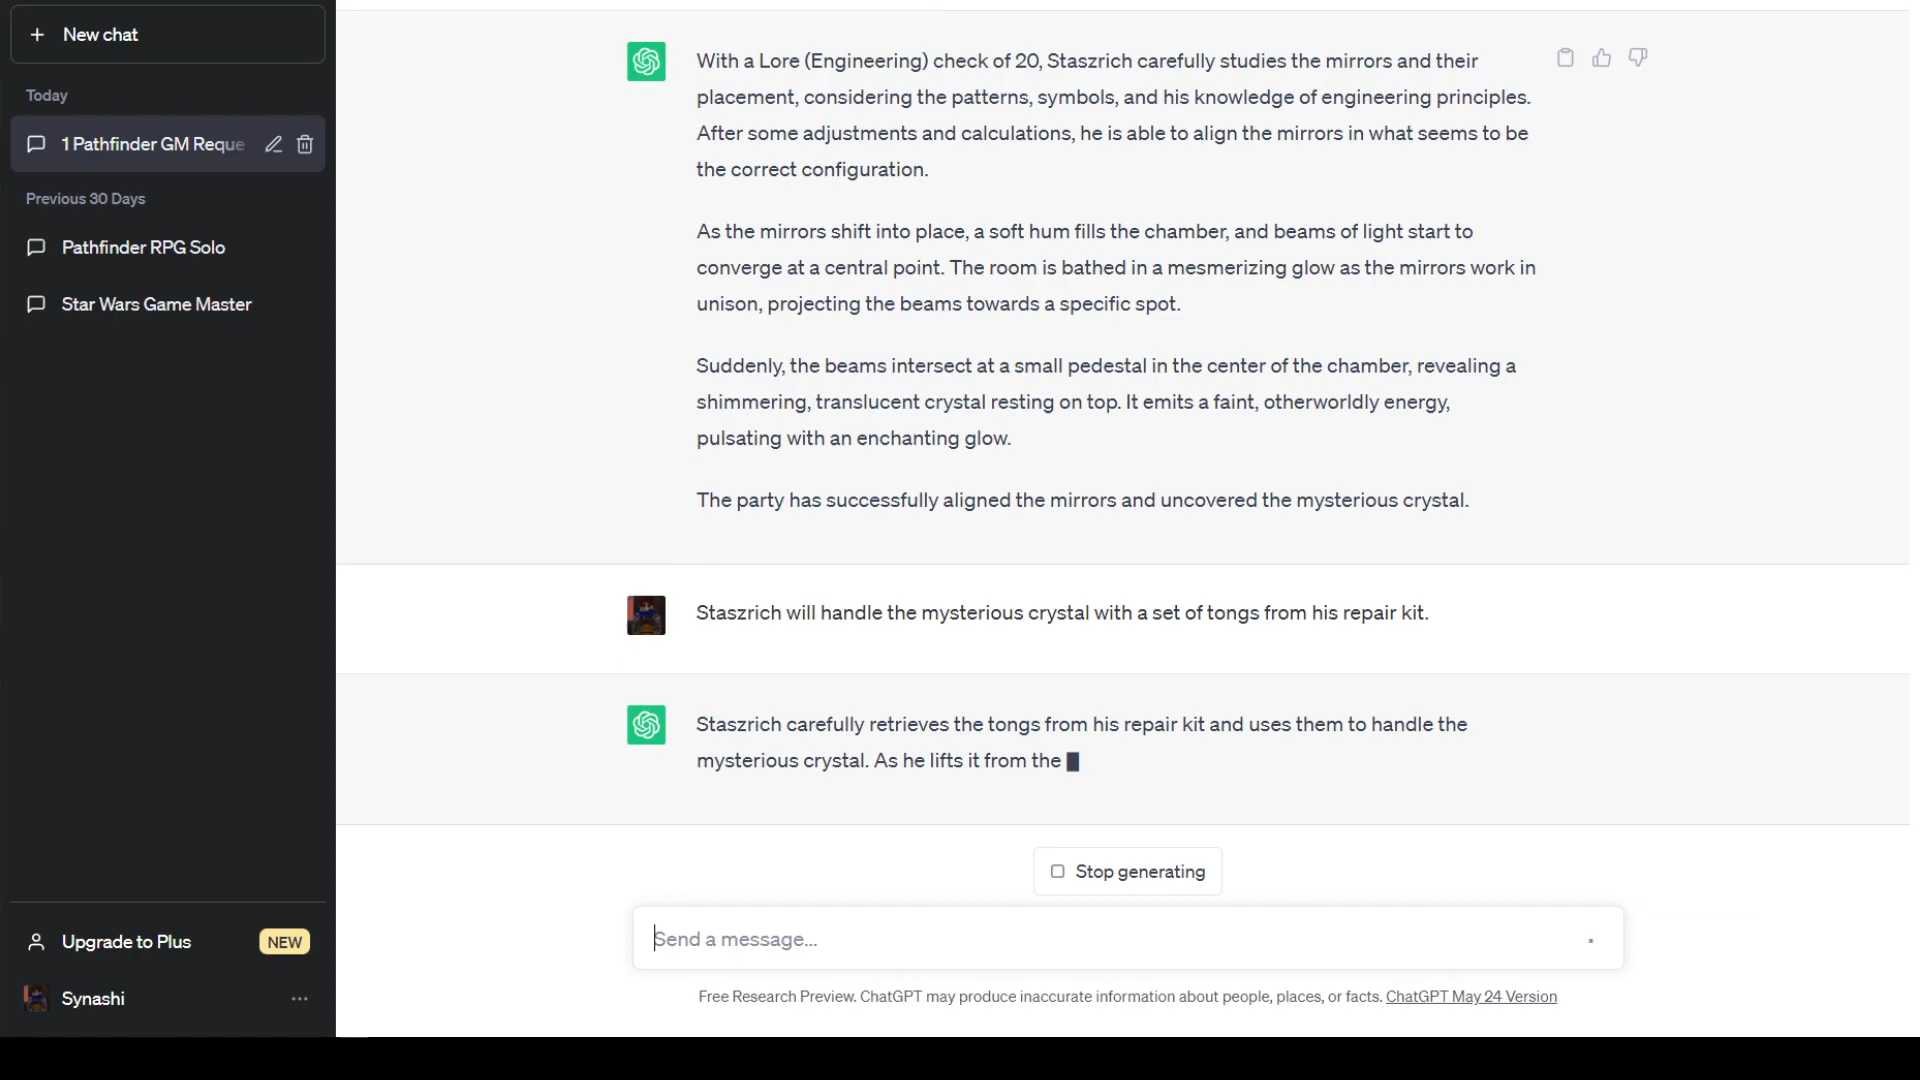 New chat
Today
1 Pathfinder GM Reque
Previous 30 Days
Pathfinder RPG Solo
Star Wars Game Master
Upgrade to Plus NEW
Synashi
With a Lore (Engineering) check of 20, Staszrich carefully studies the mirrors and their
placement, considering the patterns, symbols, and his knowledge of engineering principles.
After some adjustments and calculations, he is able to align the mirrors in what seems to be
the correct configuration.
As the mirrors shift into place, a soft hum fills the chamber, and beams of light start to
converge at a central point. The room is bathed in a mesmerizing glow as the mirrors work in
unison, projecting the beams towards a specific spot.
Suddenly, the beams intersect at a small pedestal in the center of the chamber, revealing a
shimmering, translucent crystal resting on top. It emits a faint, otherworldly energy,
pulsating with an enchanting glow.
The party has successfully aligned the mirrors and uncovered the mysterious crystal.
Staszrich will handle the mysterious crystal with a set of tongs from his repair kit.
Staszrich carefully retrieves the tongs from his repair kit and uses them to handle the
mysterious crystal. As he lifts it from the
Stop generating
Send a message...
Free Research Preview. ChatGPT may produce inaccurate information about people, places, or facts. ChatGPT May 24 Version